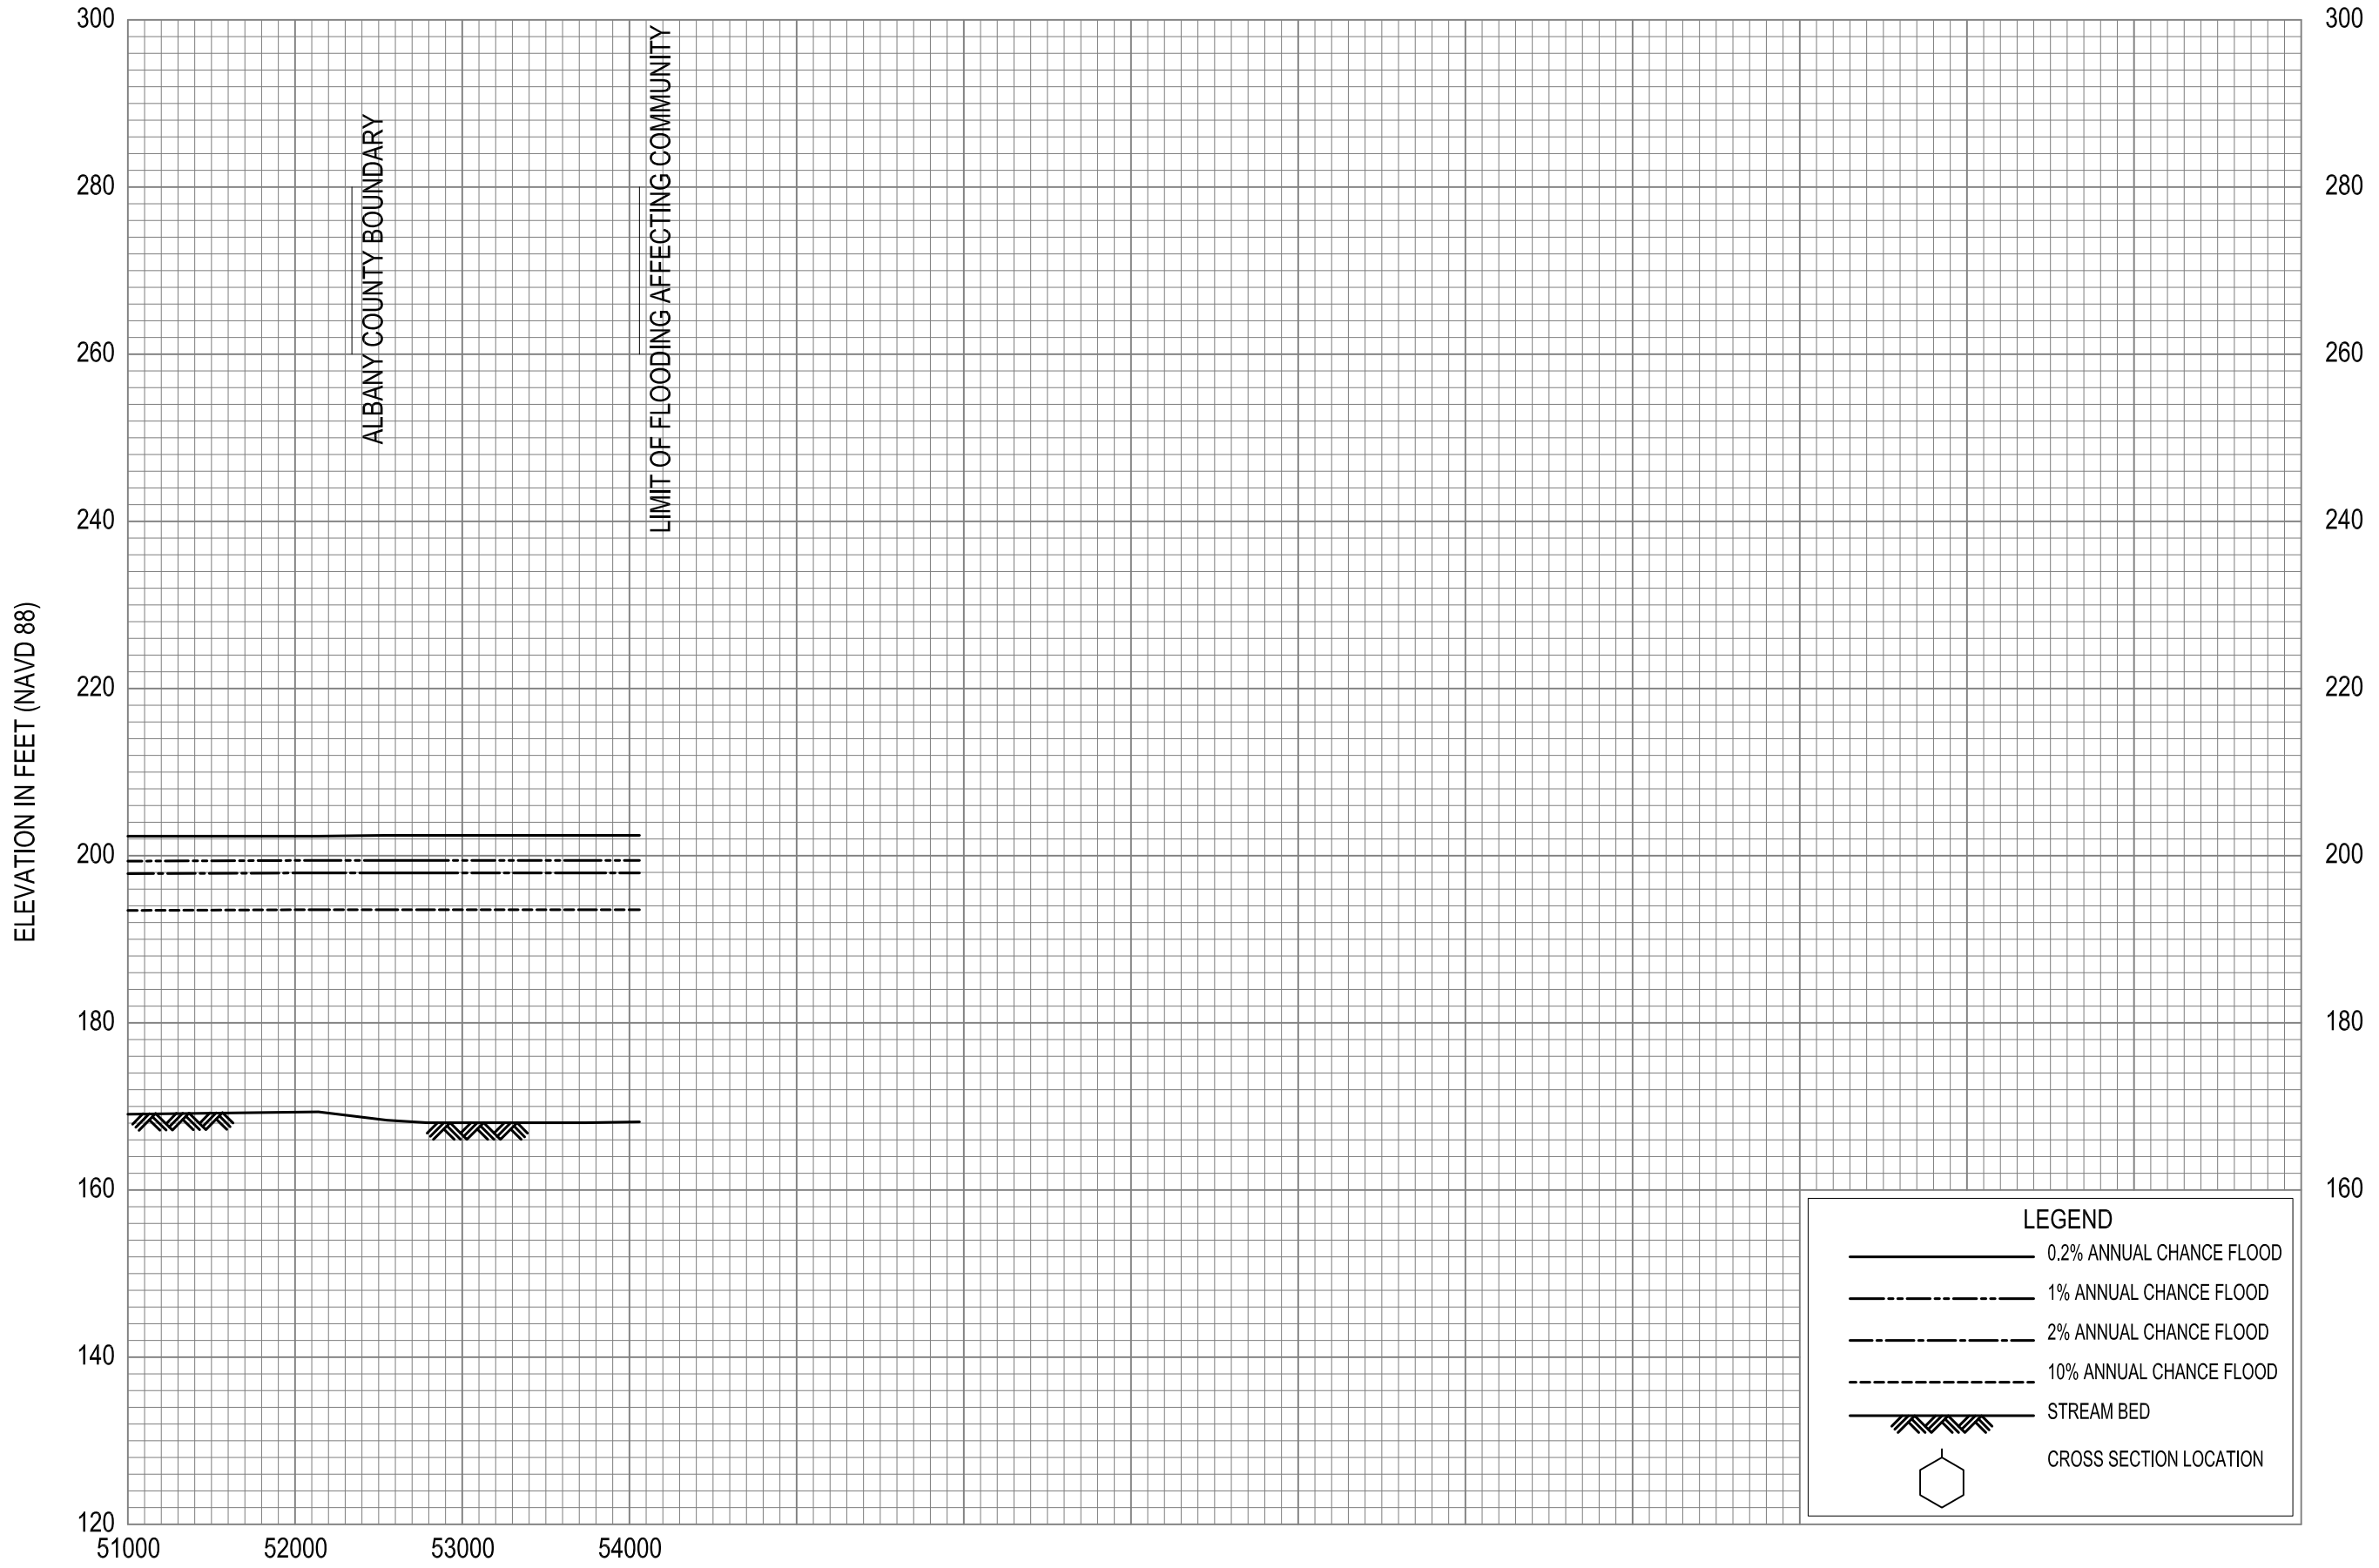 300
300
ALBANY COUNTY BOUNDARY
LIMIT OF FLOODING AFFECTING COMMUNITY
280
280
260
260
240
240
ELEVATION IN FEET (NAVD 88)
220
220
200
200
180
180
160
160
LEGEND
0.2% ANNUAL CHANCE FLOOD
1% ANNUAL CHANCE FLOOD
2% ANNUAL CHANCE FLOOD
10% ANNUAL CHANCE FLOOD
STREAM BED
CROSS SECTION LOCATION
140
120
51000 52000 53000 54000